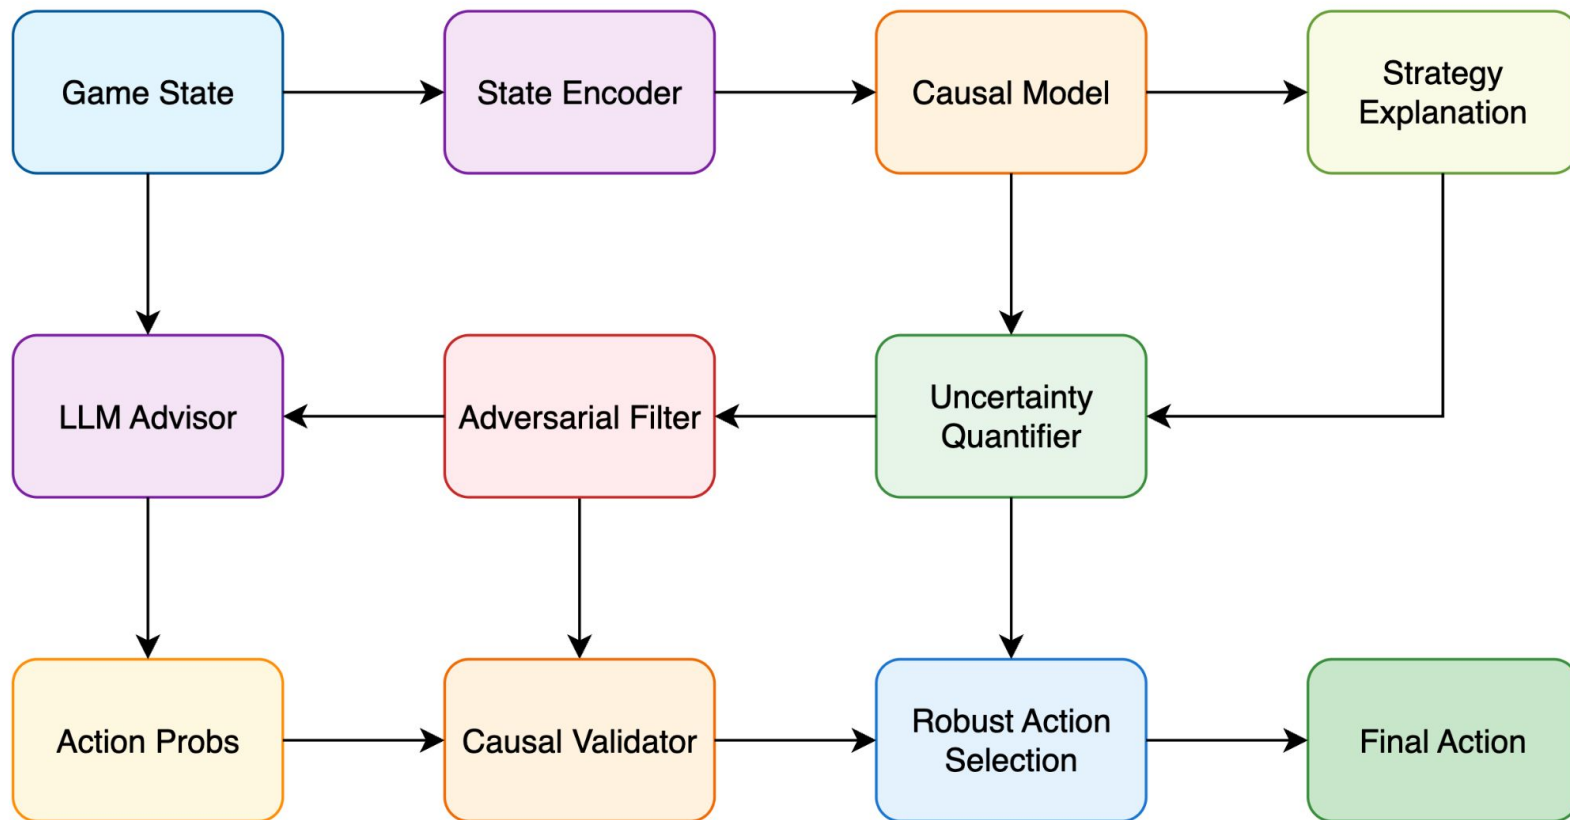 Game State
State Encoder
Causal Model
Strategy
Explanation
LLM Advisor
Adversarial Filter
Uncertainty
Quantifier
Action Probs
Causal Validator
Robust Action
Selection
Final Action